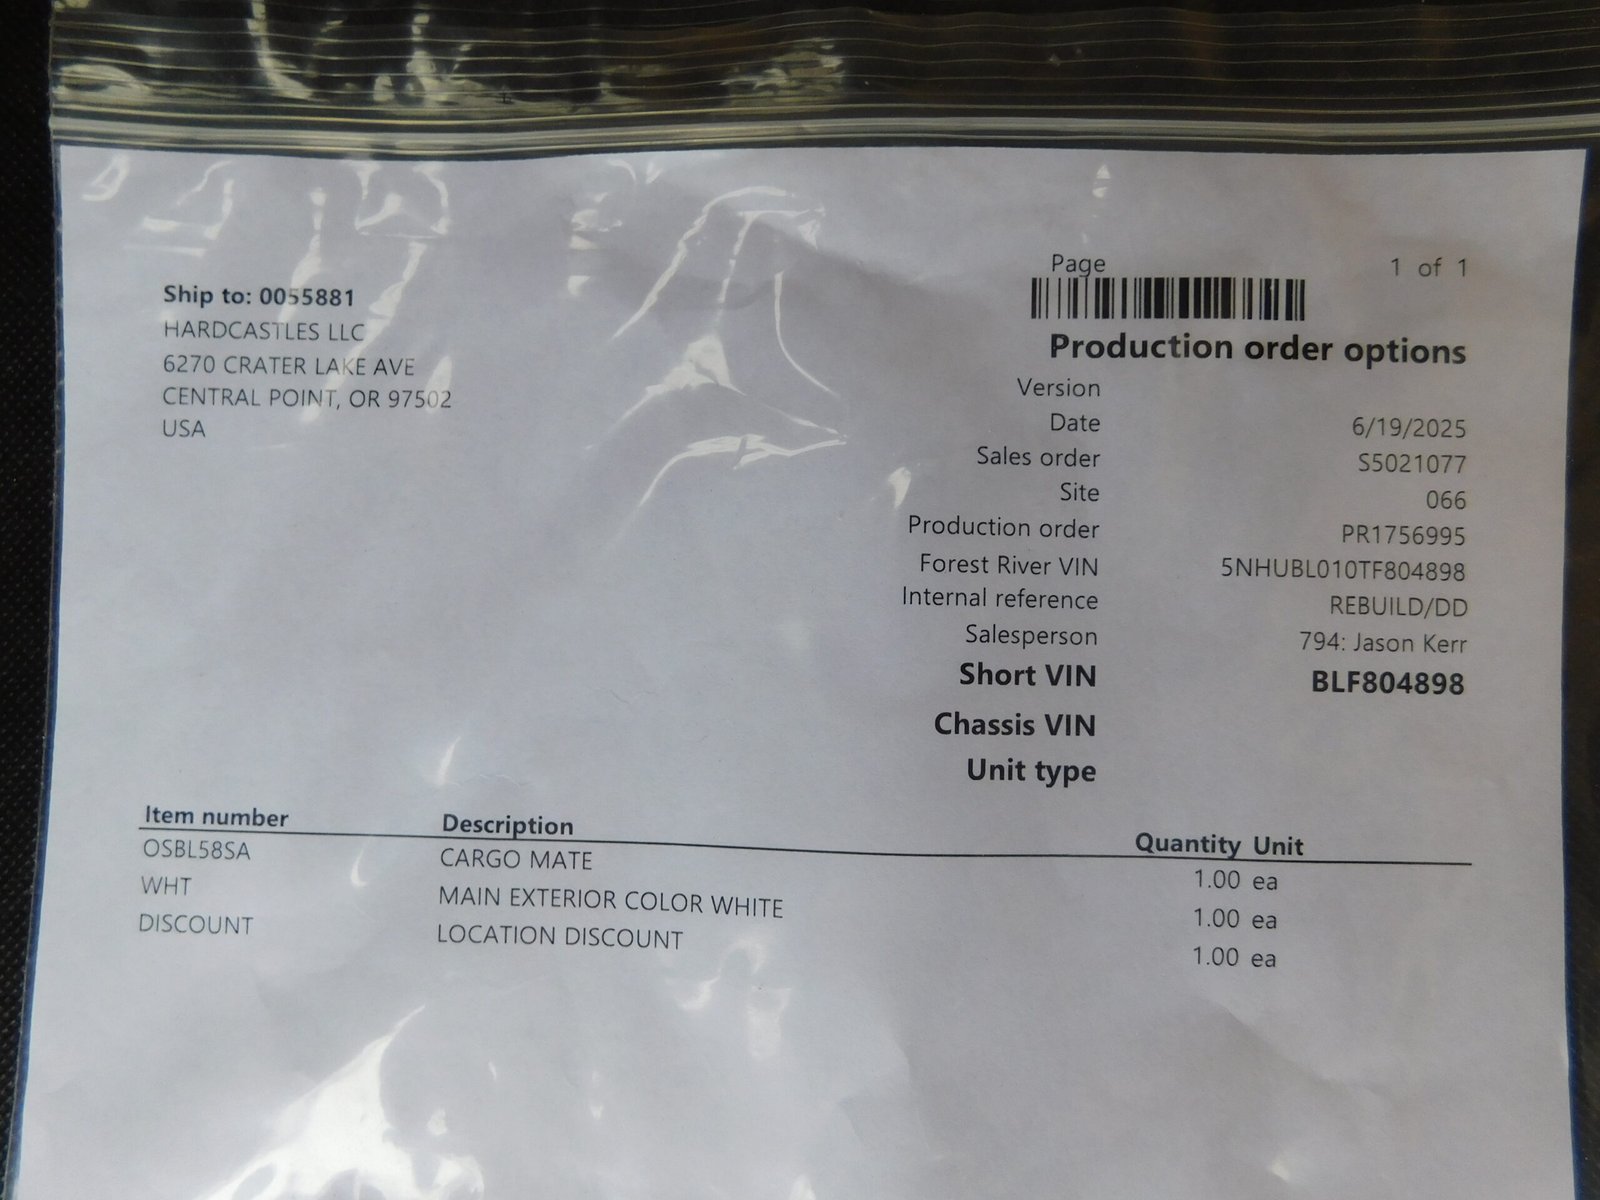 Page 1 of 1
Ship to: 0055881
HARDCASTLES LLC
6270 CRATER LAKE AVE
CENTRAL POINT, OR 97502
USA
Production order options
Version
Date 6/19/2025
Sales order S5021077
Site 066
Production order PR1756995
Forest River VIN 5NHUBL010TF804898
Internal reference REBUILD/DD
Salesperson 794: Jason Kerr
Short VIN BLF804898
Chassis VIN
Unit type
Item number Description Quantity Unit
OSBL58SA CARGO MATE 1.00 ea
WHT MAIN EXTERIOR COLOR WHITE 1.00 ea
DISCOUNT LOCATION DISCOUNT 1.00 ea